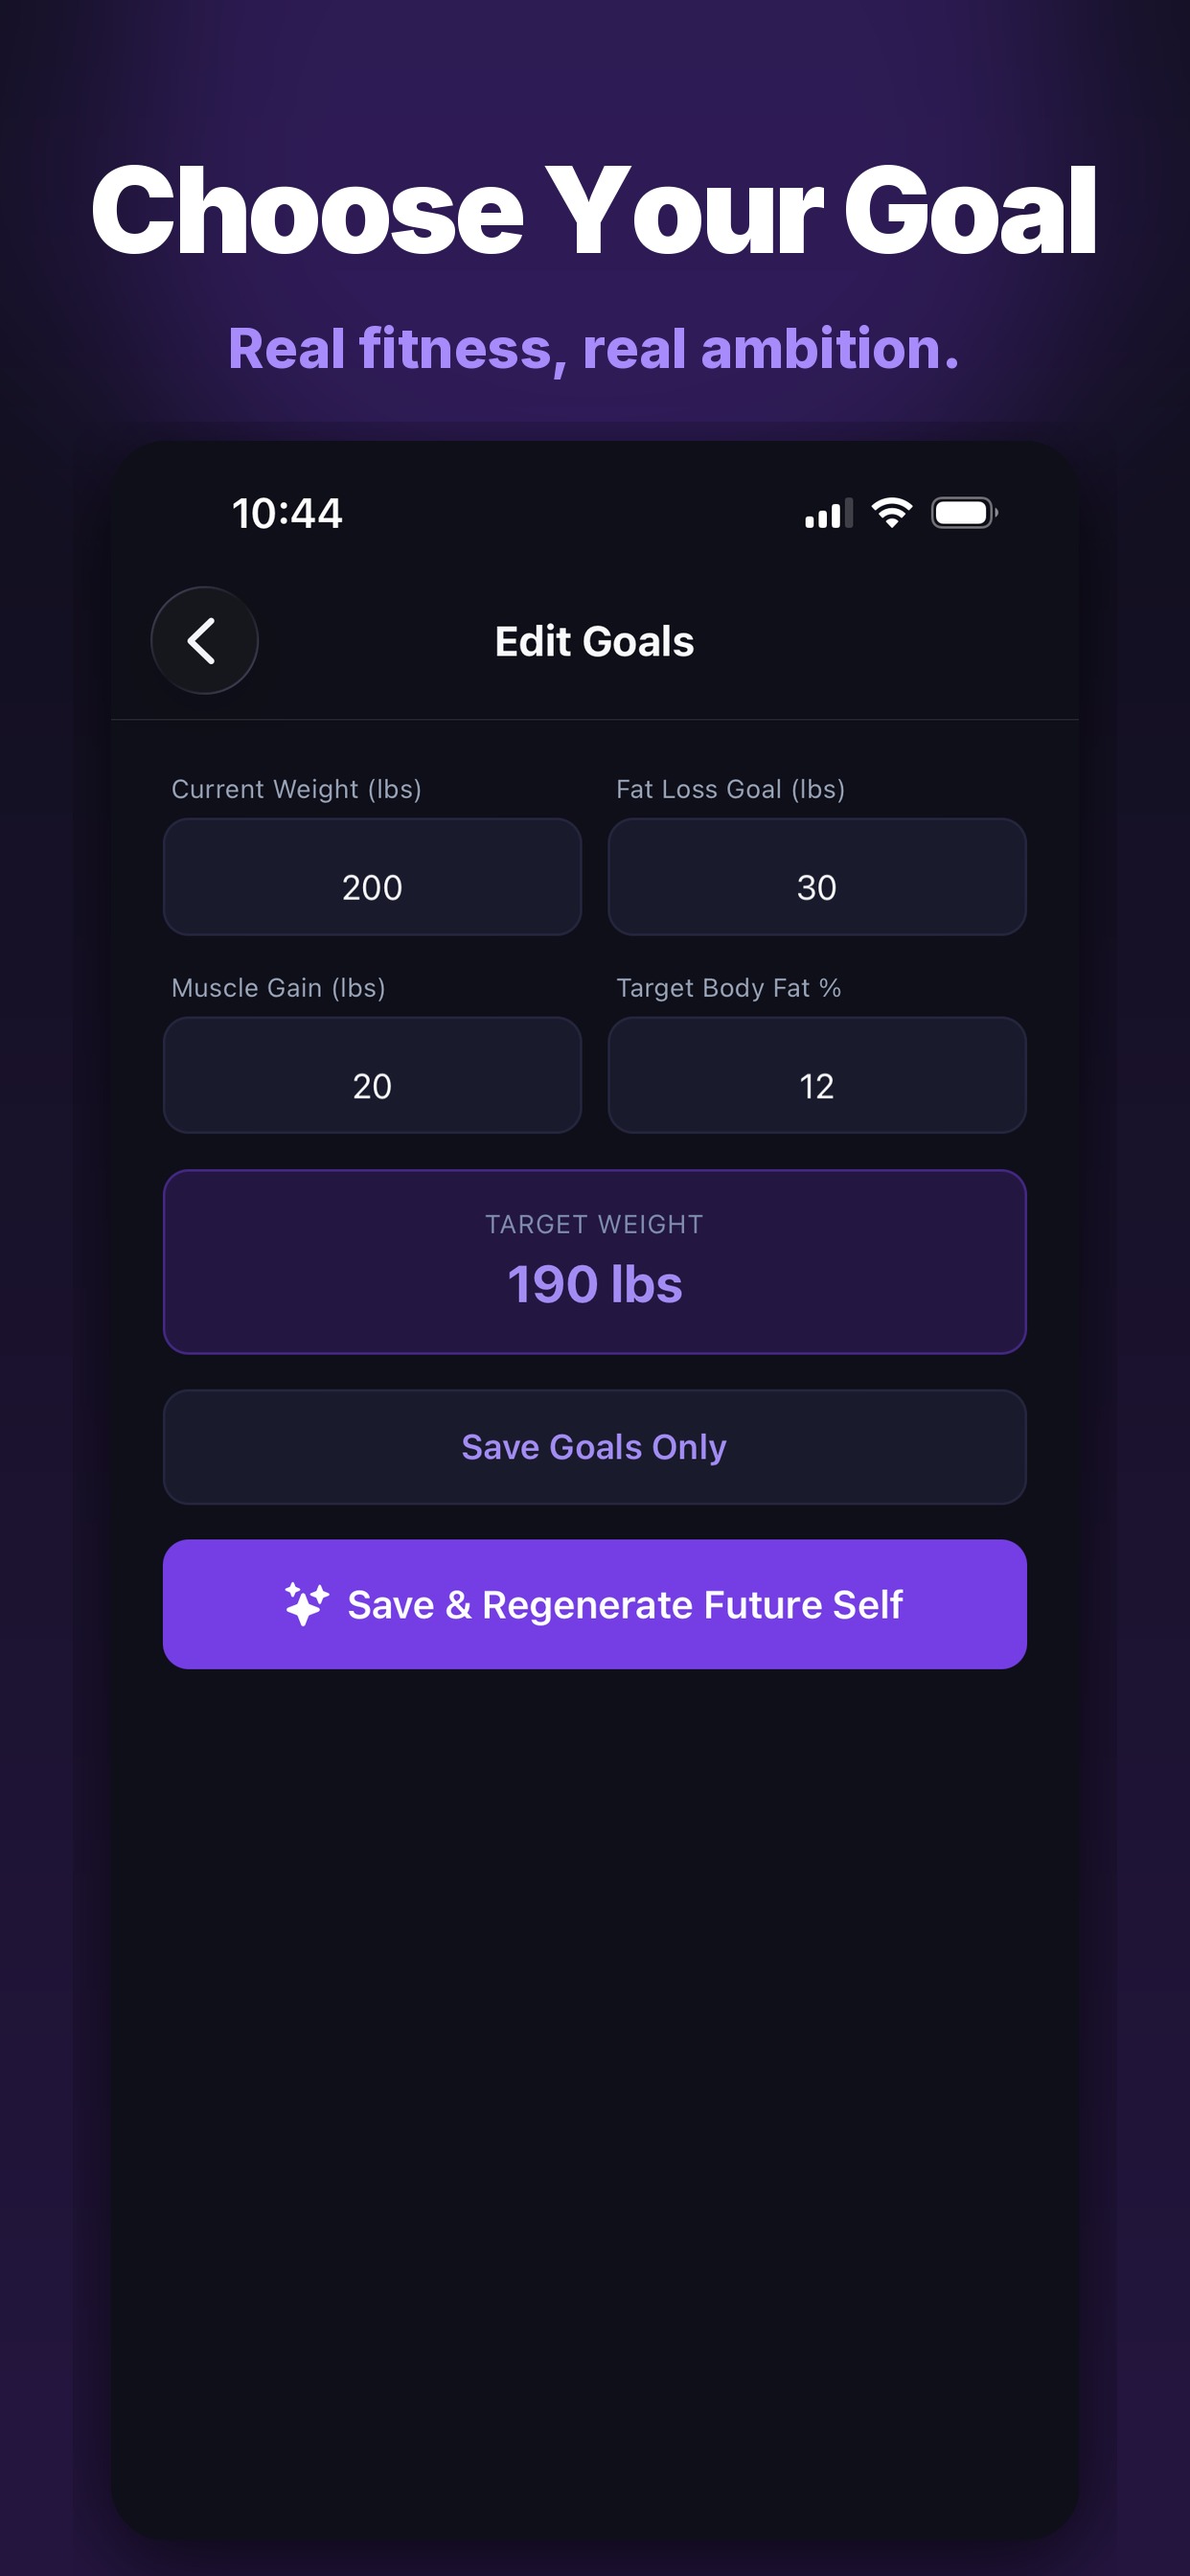 Choose Your Goal
Real fitness, real ambition.
10:44
Edit Goals
Current Weight (lbs)
Fat Loss Goal (lbs)
200
30
Muscle Gain (lbs)
Target Body Fat %
20
12
TARGET WEIGHT
190 lbs
Save Goals Only
Save & Regenerate Future Self